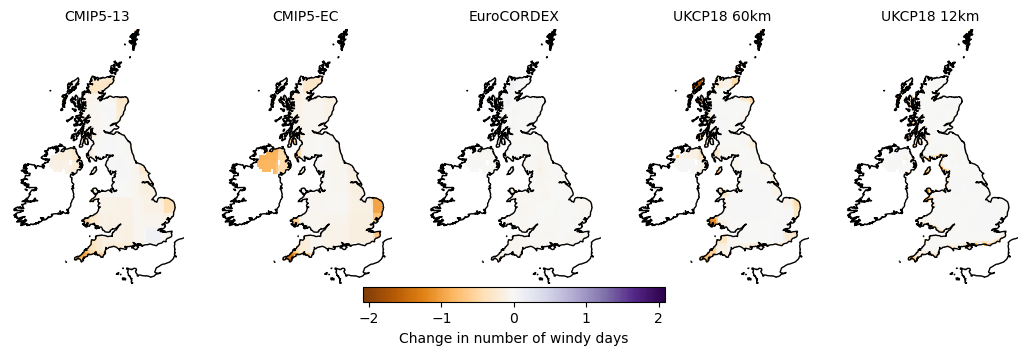 CMIP5-13 CMIP5-EC EuroCORDEX UKCP18 60km UKCP18 12km
−2 −1 0 1 2
Change in number of windy days